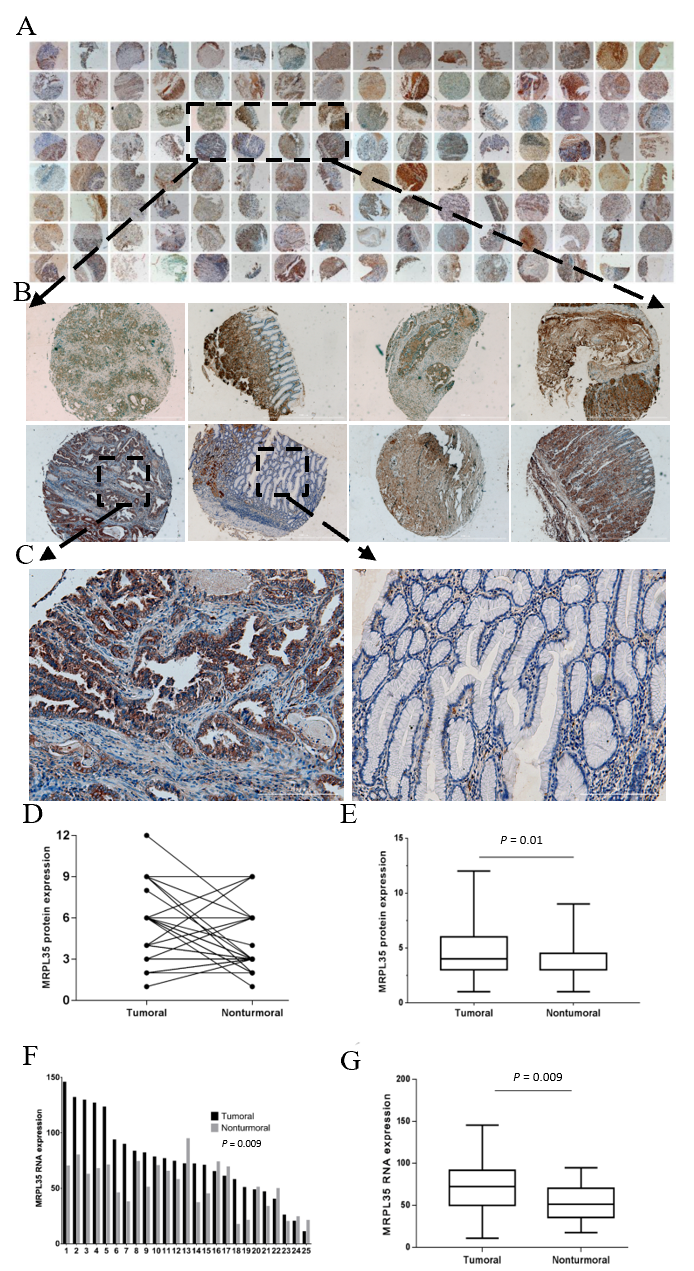 A
B
C
D
E
12
9
6
3
0
MRPL35 protein expression
Tumoral
Nonturmoral
15
10
5
0
MRPL35 protein expression
P = 0.01
Tumoral
Nontumoral
F
G
150
100
50
0
MRPL35 RNA expression
Tumoral
Nonturmoral
P = 0.009
1 2 3 4 5 6 7 8 9 10 11 12 13 14 15 16 17 18 19 20 21 22 23 24 25
200
150
100
50
0
MRPL35 RNA expression
P = 0.009
Tumoral
Nonturmoral